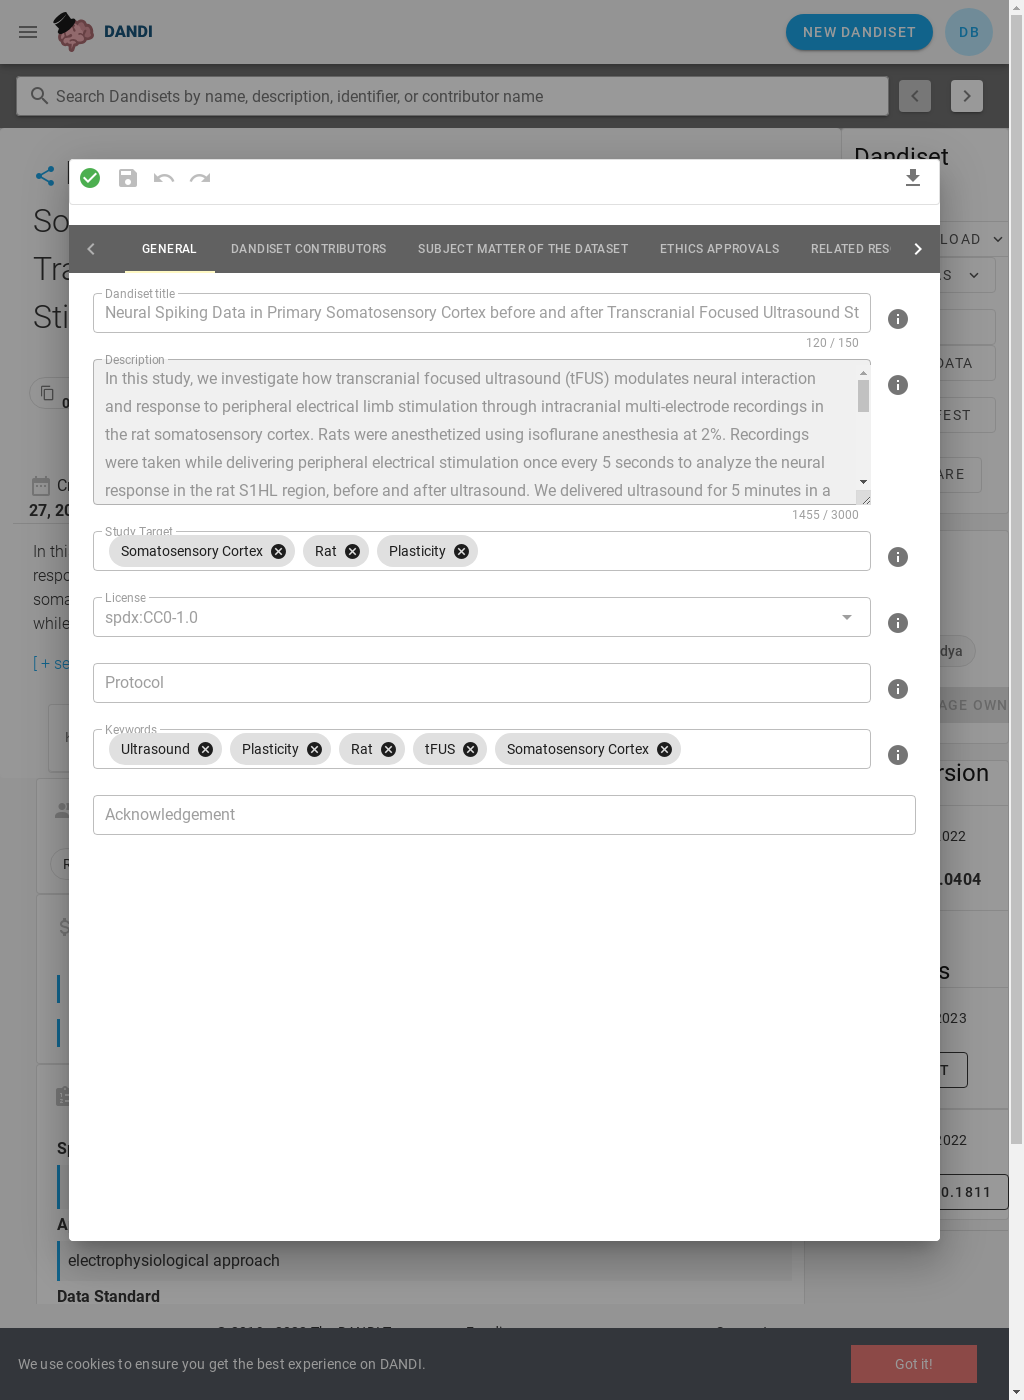 DANDI
NEW DANDISET
DB
Search Dandisets by name, description, identifier, or contributor name
Dandiset
So
Tra
Sti
GENERAL
DANDISET CONTRIBUTORS
SUBJECT MATTER OF THE DATASET
ETHICS APPROVALS
RELATED RES
LOAD
Dandiset title
Neural Spiking Data in Primary Somatosensory Cortex before and after Transcranial Focused Ultrasound St
120 / 150
Description
In this study, we investigate how transcranial focused ultrasound (tFUS) modulates neural interaction
and response to peripheral electrical limb stimulation through intracranial multi-electrode recordings in
the rat somatosensory cortex. Rats were anesthetized using isoflurane anesthesia at 2%. Recordings
were taken while delivering peripheral electrical stimulation once every 5 seconds to analyze the neural
response in the rat S1HL region, before and after ultrasound. We delivered ultrasound for 5 minutes in a
1455 / 3000
S
DATA
FEST
ARE
27, 20
Study Target
Somatosensory Cortex
Rat
Plasticity
In thi
respo
soma
while
[ + se
License
spdx:CC0-1.0
Protocol
dya
AGE OWN
Keywords
Ultrasound
Plasticity
Rat
tFUS
Somatosensory Cortex
Acknowledgement
rsion
2022
.0404
s
2023
T
2022
0.1811
Sp
A
electrophysiological approach
Data Standard
We use cookies to ensure you get the best experience on DANDI.
Got it!